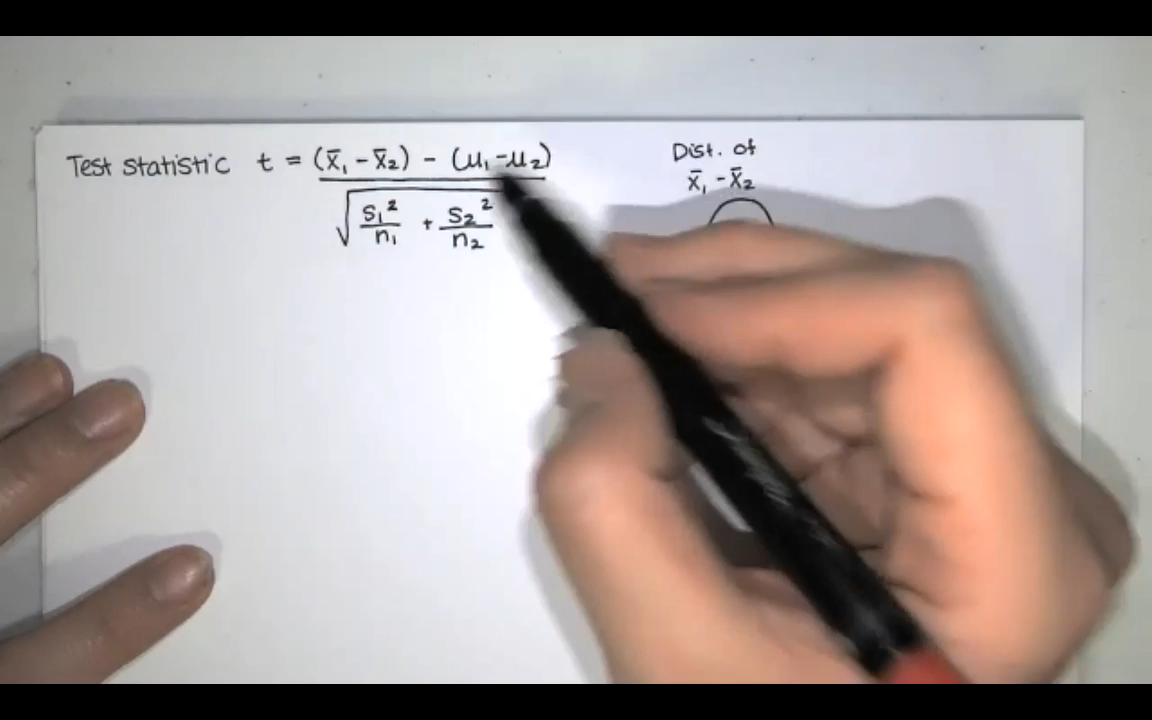 Test statistic t = (x̄₁ - x̄₂) - (μ₁-μ₂)
√ s₁²/n₁ + s₂²/n₂
Dist. of
x̄₁ - x̄₂